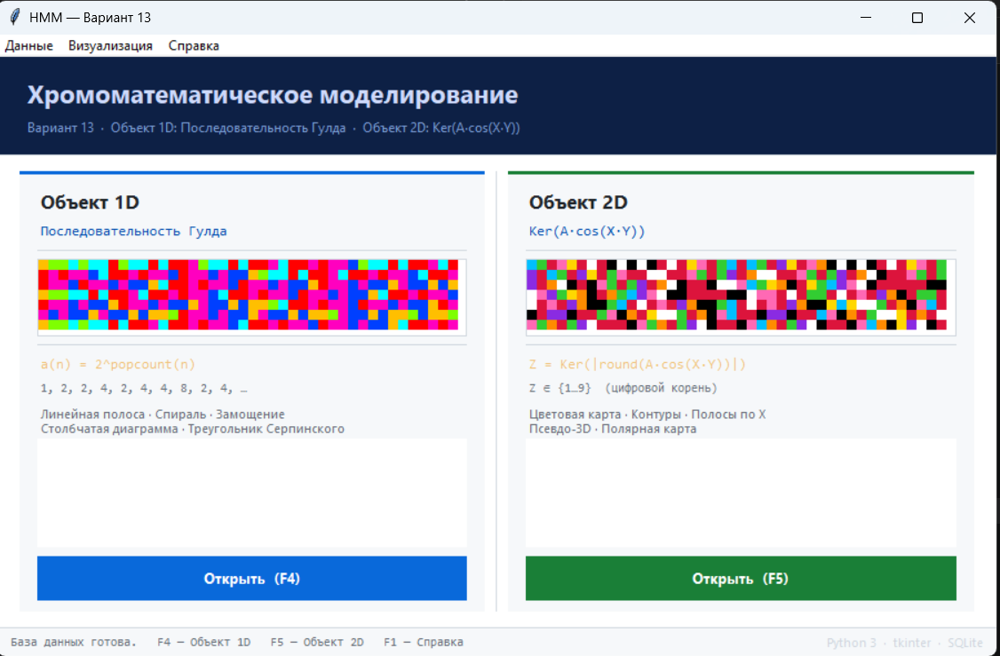 HMM — Вариант 13
Данные Визуализация Справка
Хромоматематическое моделирование
Вариант 13 · Объект 1D: Последовательность Гулда · Объект 2D: Ker(A·cos(X·Y))
Объект 1D
Последовательность Гулда
a(n) = 2^popcount(n)
1, 2, 2, 4, 2, 4, 4, 8, 2, 4, …
Линейная полоса · Спираль · Замощение
Столбчатая диаграмма · Треугольник Серпинского
Открыть (F4)
Объект 2D
Ker(A·cos(X·Y))
Z = Ker(|round(A·cos(X·Y))|)
Z ∈ {1…9} (цифровой корень)
Цветовая карта · Контуры · Полосы по X
Псевдо-3D · Полярная карта
Открыть (F5)
База данных готова. F4 — Объект 1D F5 — Объект 2D F1 — Справка
Python 3 · tkinter · SQLite